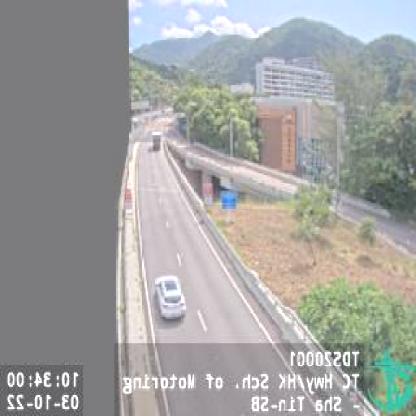 TDS20001
TC Hwy/HK Sch. of Motoring
- Sha Tin-SB
10:34:00
03-10-22